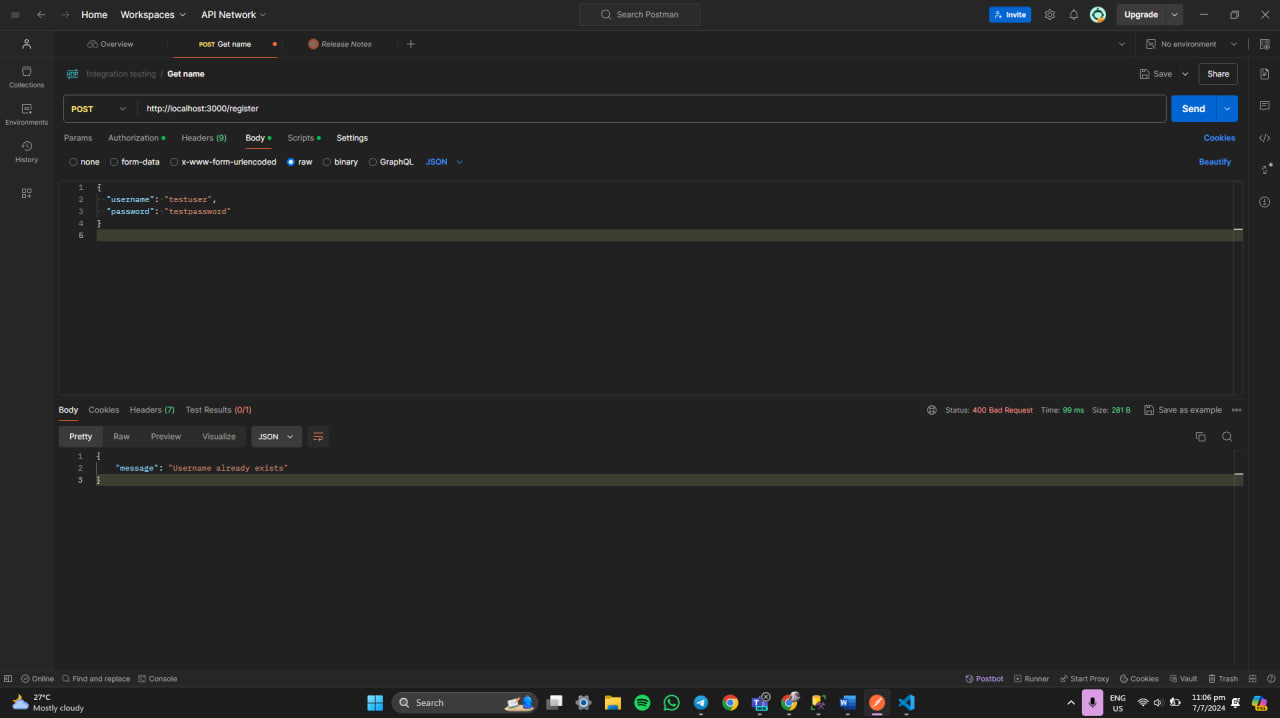 Home Workspaces API Network Search Postman Invite Upgrade
Overview POST Get name Release Notes No environment
Integration testing / Get name Save Share
Collections
Environments
History
POST http://localhost:3000/register Send
Params Authorization Headers (9) Body Scripts Settings Cookies
none form-data x-www-form-urlencoded raw binary GraphQL JSON Beautify
1 {
2 "username": "testuser",
3 "password": "testpassword"
4 }
5
Body Cookies Headers (7) Test Results (0/1) Status: 400 Bad Request Time: 99 ms Size: 281 B Save as example
Pretty Raw Preview Visualize JSON
1 {
2 "message": "Username already exists"
3 }
Online Find and replace Console Postbot Runner Start Proxy Cookies Vault Trash
27°C
Mostly cloudy
Search
ENG
US
11:06 pm
7/7/2024